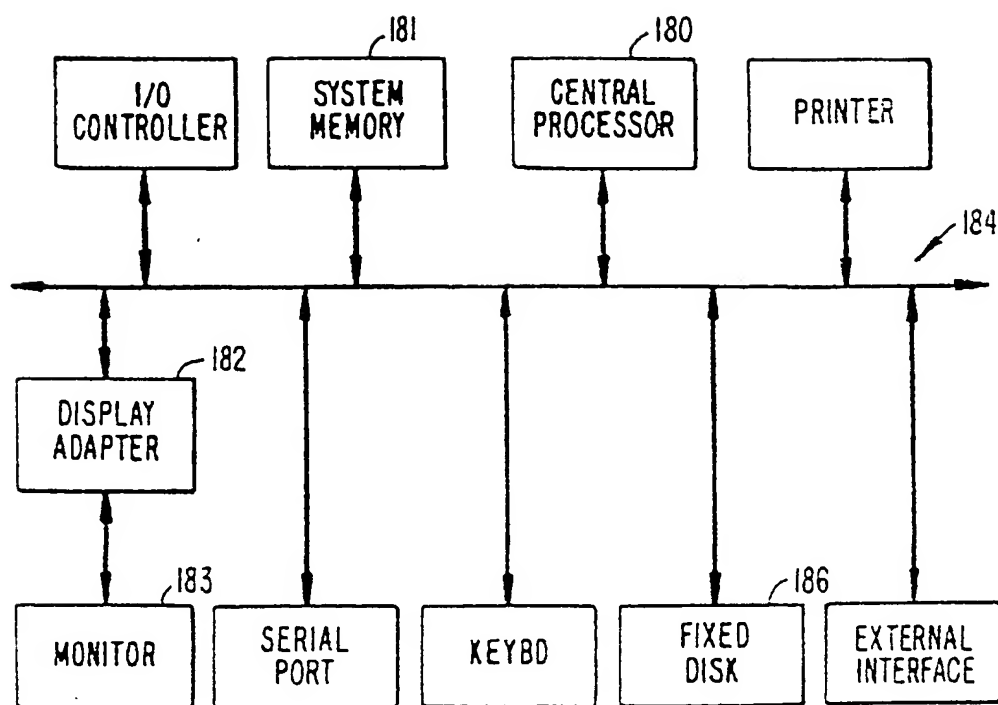 181
180
I/O
CONTROLLER
SYSTEM
MEMORY
CENTRAL
PROCESSOR
PRINTER
184
182
DISPLAY
ADAPTER
183
186
MONITOR
SERIAL
PORT
KEYBD
FIXED
DISK
EXTERNAL
INTERFACE